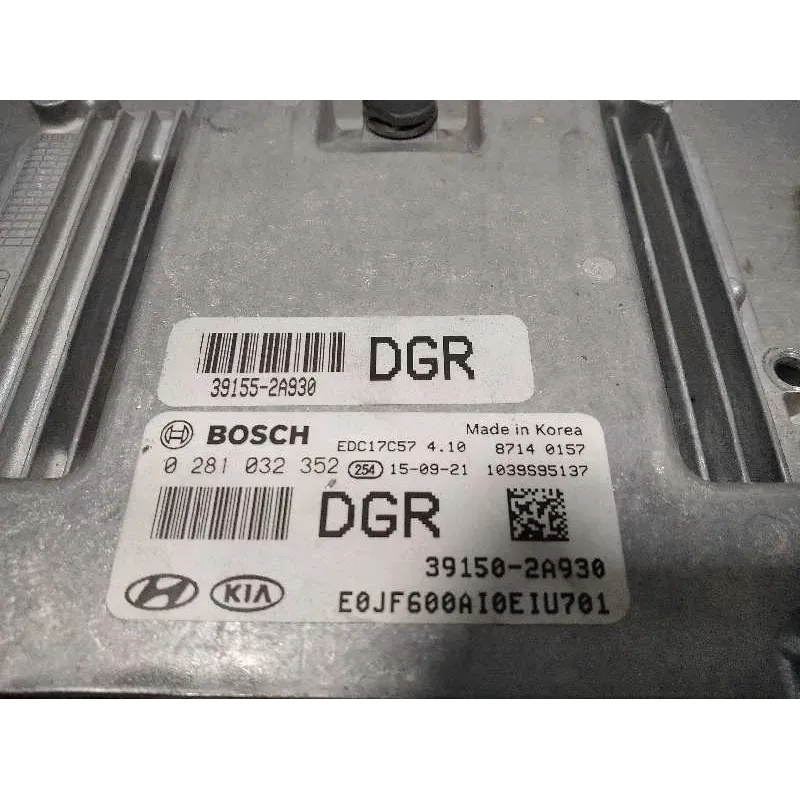 DGR
39155-2A930
BOSCH EDC17C57 4.10 Made in Korea 8714 0157
0 281 032 352 254 15-09-21 1039S95137
DGR
39150-2A930
KIA E0JF600AI0EIU701